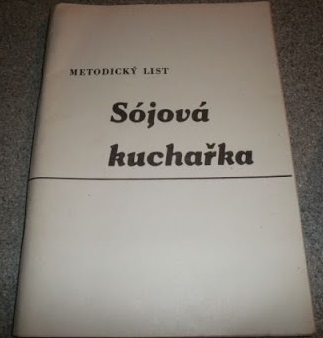 METODICKÝ LIST
Sójová
kuchařka